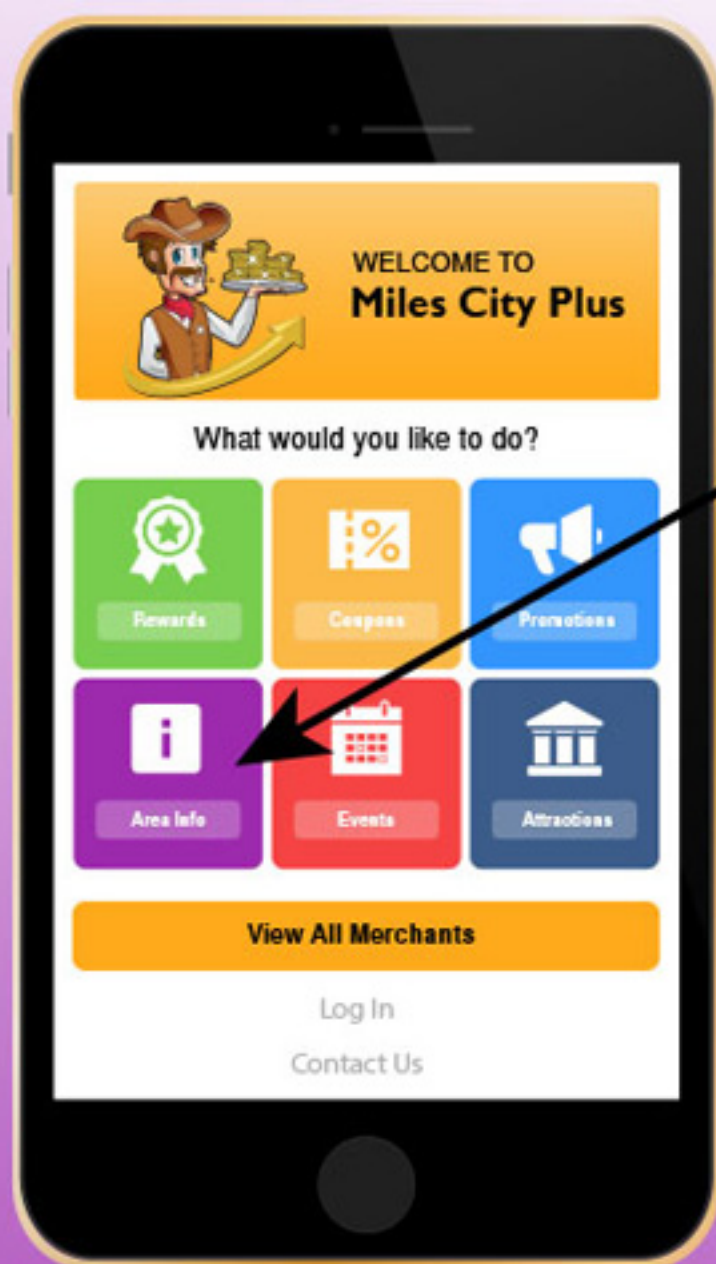 WELCOME TO
Miles City Plus
What would you like to do?
Rewards
Coupons
Promotions
Area Info
Events
Attractions
View All Merchants
Log In
Contact Us